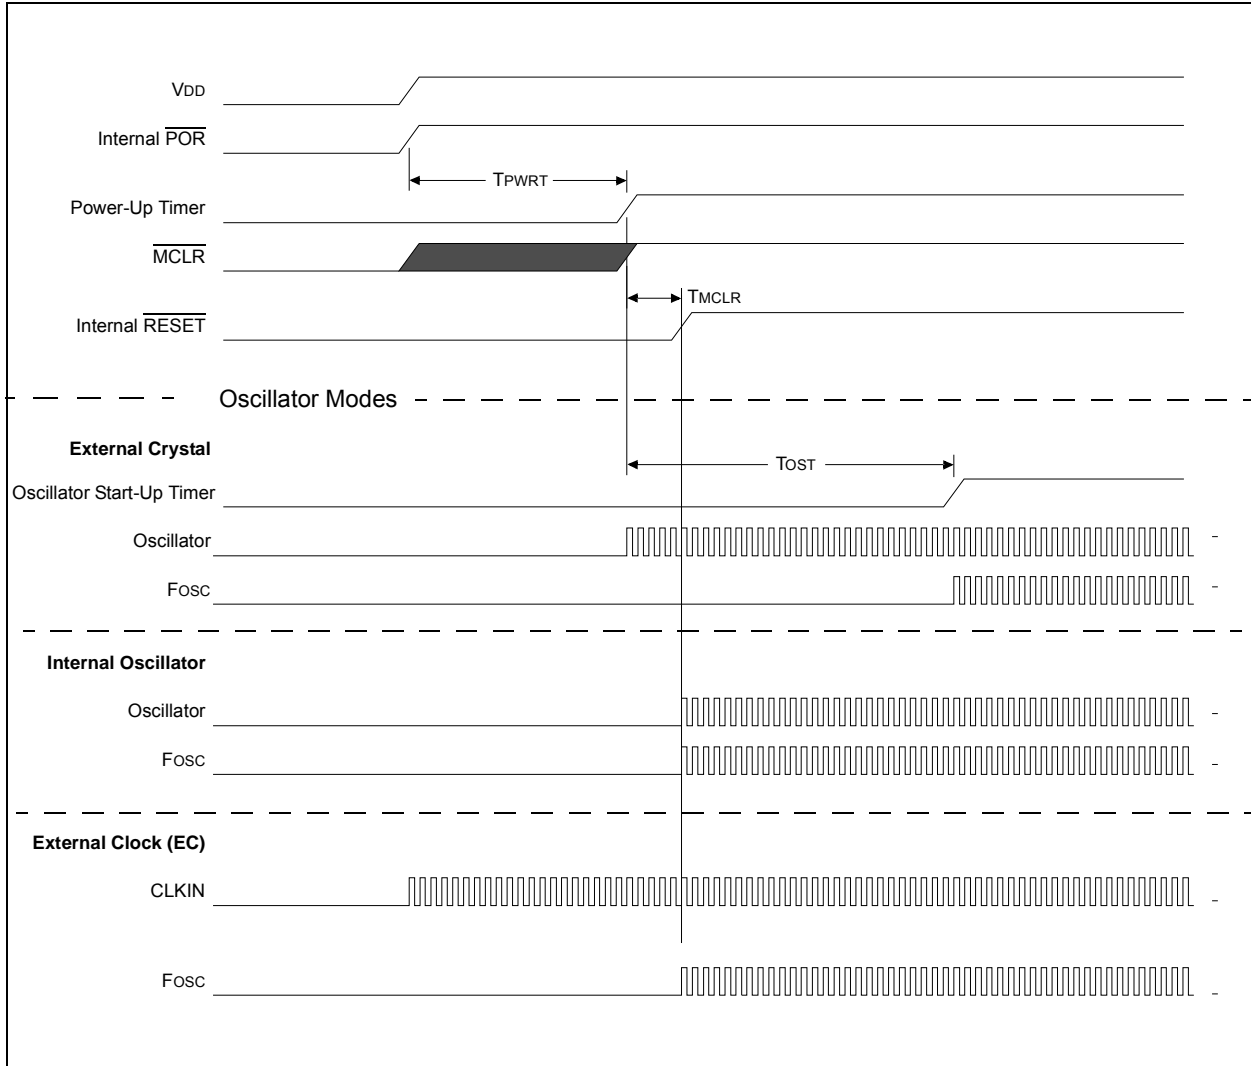 VDD
Internal POR
TPWRT
Power-Up Timer
MCLR
TMCLR
Internal RESET
Oscillator Modes
External Crystal
TOST
Oscillator Start-Up Timer
Oscillator
FOSC
Internal Oscillator
Oscillator
FOSC
External Clock (EC)
CLKIN
FOSC